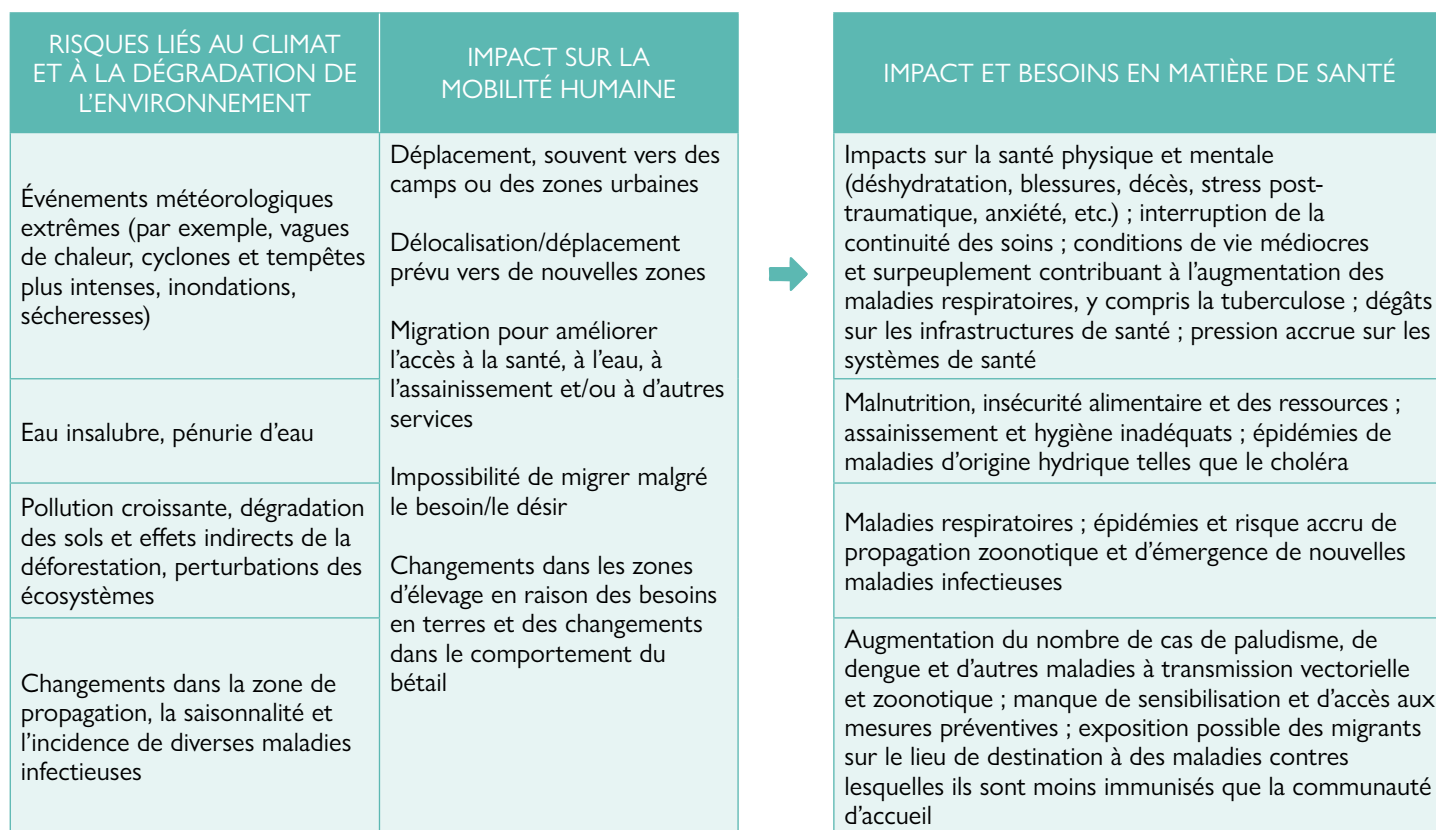 RISQUES LIÉS AU CLIMAT
ET À LA DÉGRADATION DE
L’ENVIRONNEMENT
IMPACT SUR LA
MOBILITÉ HUMAINE
IMPACT ET BESOINS EN MATIÈRE DE SANTÉ
Événements météorologiques
extrêmes (par exemple, vagues
de chaleur, cyclones et tempêtes
plus intenses, inondations,
sécheresses)
Eau insalubre, pénurie d’eau
Pollution croissante, dégradation
des sols et effets indirects de la
déforestation, perturbations des
écosystèmes
Changements dans la zone de
propagation, la saisonnalité et
l’incidence de diverses maladies
infectieuses
Déplacement, souvent vers des
camps ou des zones urbaines
Délocalisation/déplacement
prévu vers de nouvelles zones
Migration pour améliorer
l’accès à la santé, à l’eau, à
l’assainissement et/ou à d’autres
services
Impossibilité de migrer malgré
le besoin/le désir
Changements dans les zones
d’élevage en raison des besoins
en terres et des changements
dans le comportement du
bétail
Impacts sur la santé physique et mentale
(déshydratation, blessures, décès, stress post-
traumatique, anxiété, etc.) ; interruption de la
continuité des soins ; conditions de vie médiocres
et surpeuplement contribuant à l’augmentation des
maladies respiratoires, y compris la tuberculose ; dégâts
sur les infrastructures de santé ; pression accrue sur les
systèmes de santé
Malnutrition, insécurité alimentaire et des ressources ;
assainissement et hygiène inadéquats ; épidémies de
maladies d'origine hydrique telles que le choléra
Maladies respiratoires ; épidémies et risque accru de
propagation zoonotique et d’émergence de nouvelles
maladies infectieuses
Augmentation du nombre de cas de paludisme, de
dengue et d’autres maladies à transmission vectorielle
et zoonotique ; manque de sensibilisation et d’accès aux
mesures préventives ; exposition possible des migrants
sur le lieu de destination à des maladies contres
lesquelles ils sont moins immunisés que la communauté
d’accueil